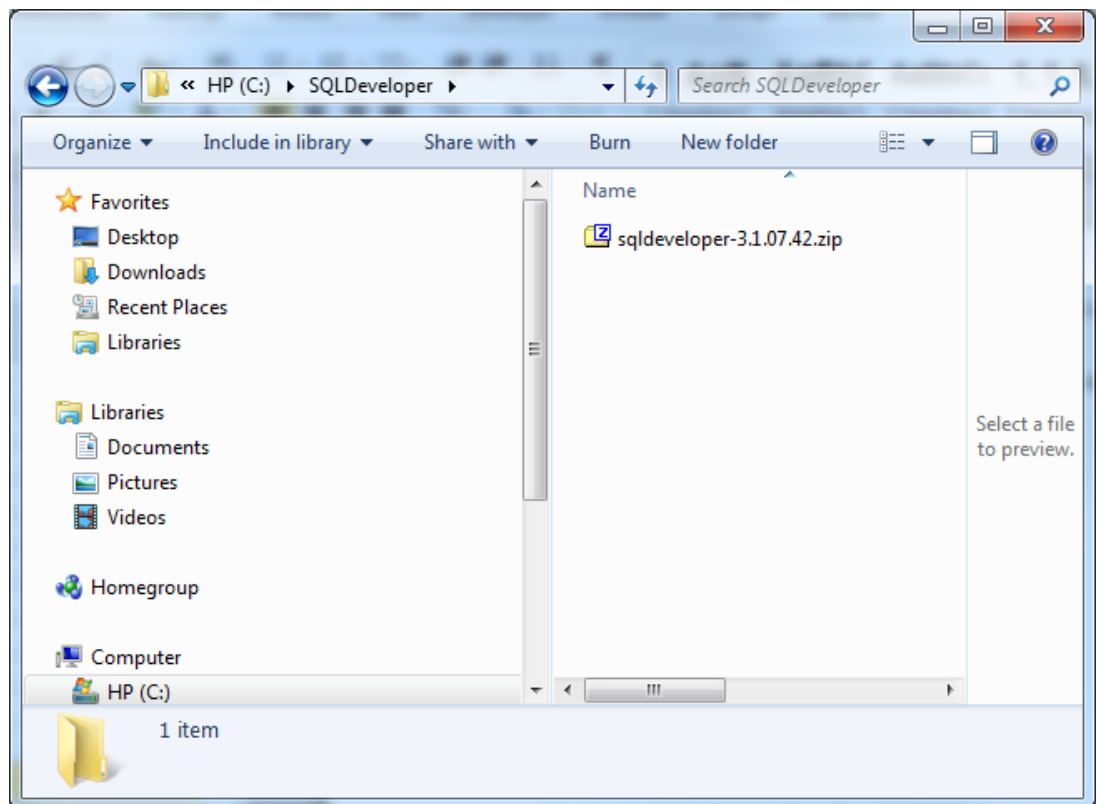 « HP (C:) ▸ SQLDeveloper ▸
Search SQLDeveloper
Organize ▾ Include in library ▾ Share with ▾ Burn New folder
Favorites
Desktop
Downloads
Recent Places
Libraries
Libraries
Documents
Pictures
Videos
Homegroup
Computer
HP (C:)
Name
sqldeveloper-3.1.07.42.zip
Select a file
to preview.
1 item